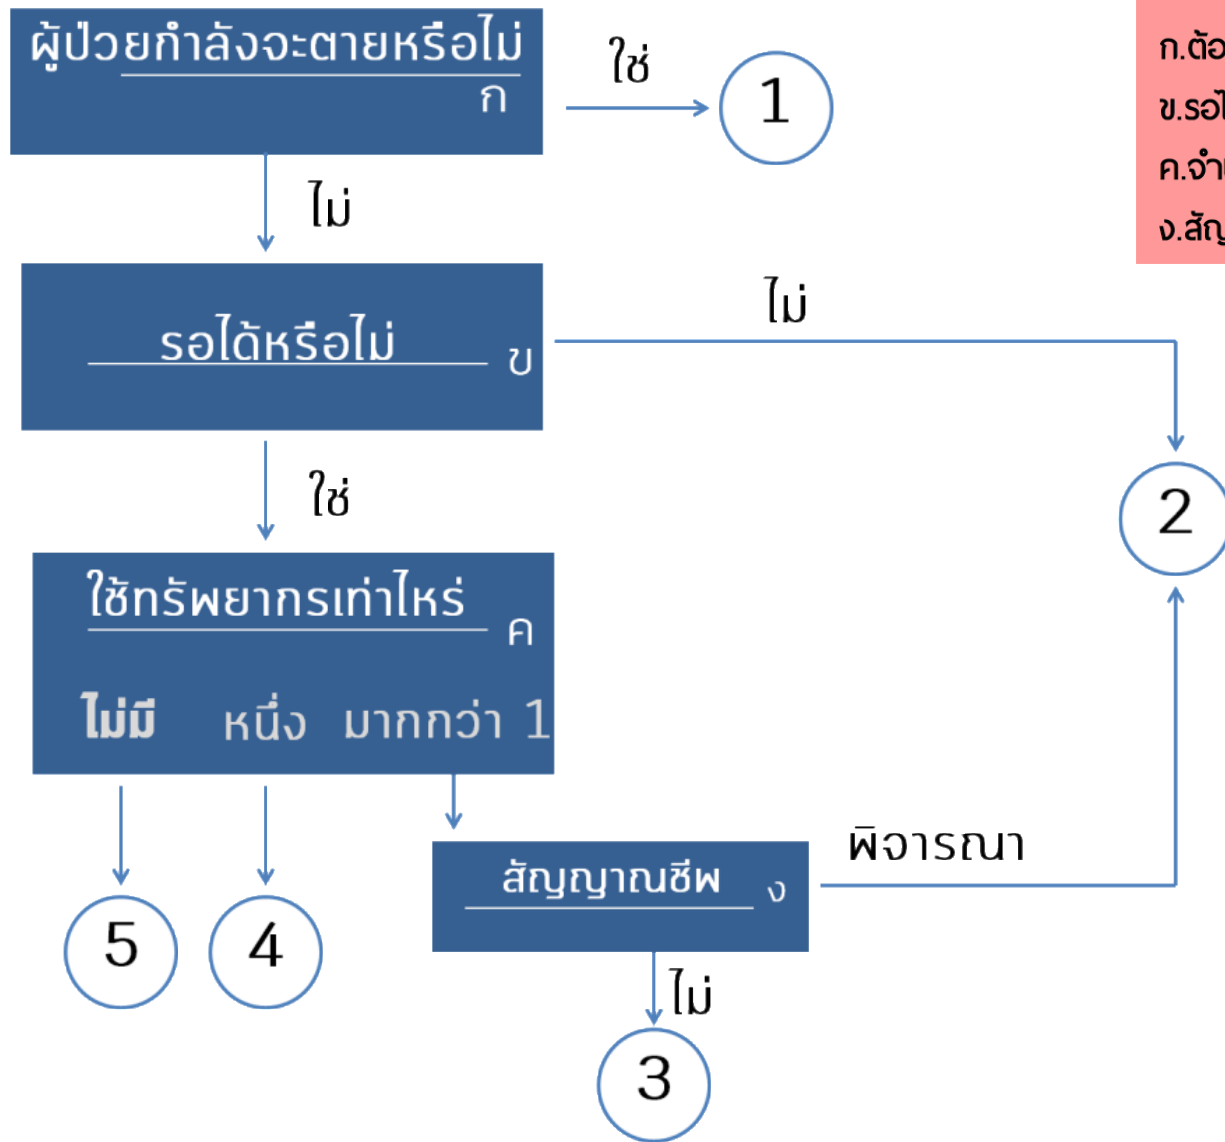 ผู้ป่วยกำลังจะตายหรือไม่
ก
ใช่
1
ไม่
รอได้หรือไม่
ข
ไม่
2
ใช่
ใช้ทรัพยากรเท่าไหร่
ค
ไม่มี หนึ่ง มากกว่า 1
สัญญาณชีพ
ง
พิจารณา
5
4
ไม่
3